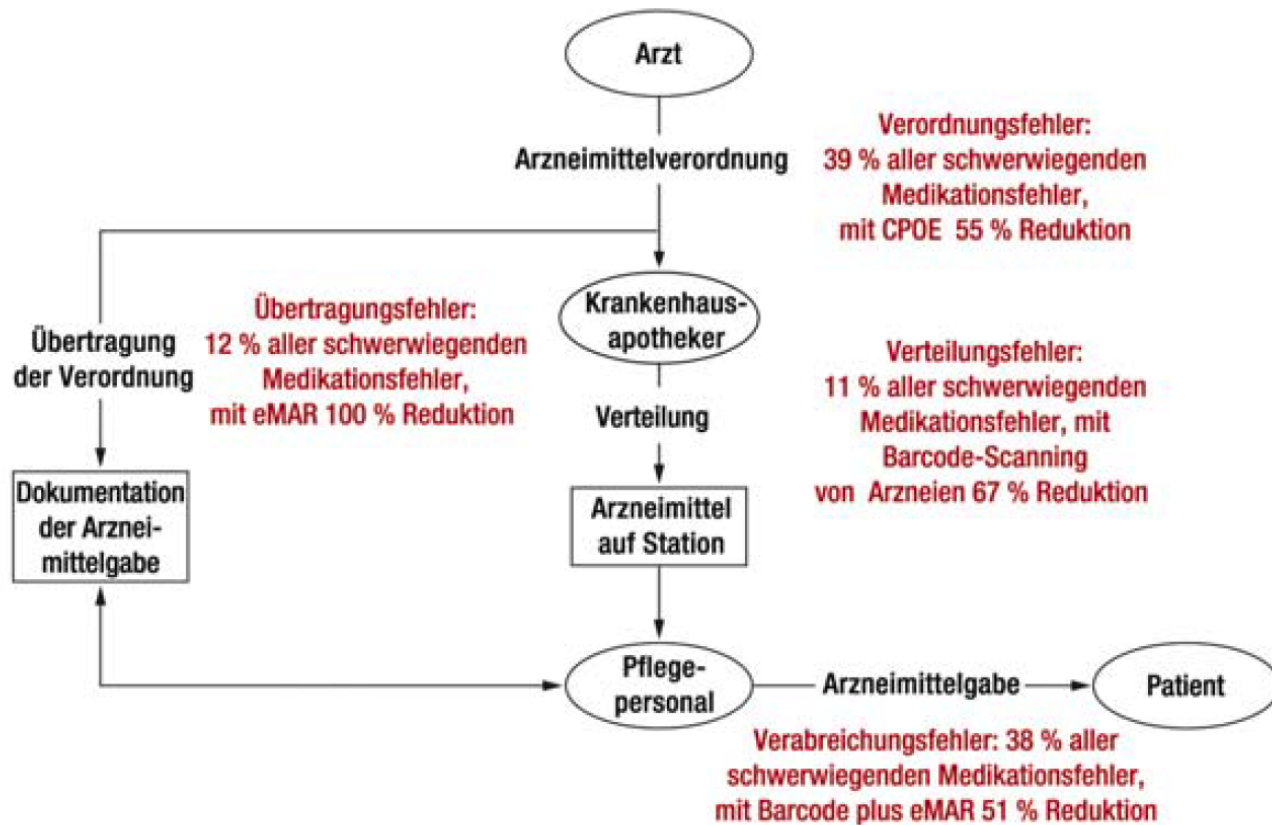 Arzt
Arzneimittelverordnung
Verordnungsfehler:
39 % aller schwerwiegenden
Medikationsfehler,
mit CPOE 55 % Reduktion
Übertragung
der Verordnung
Übertragungsfehler:
12 % aller schwerwiegenden
Medikationsfehler,
mit eMAR 100 % Reduktion
Krankenhaus-
apotheker
Verteilung
Verteilungsfehler:
11 % aller schwerwiegenden
Medikationsfehler, mit
Barcode-Scanning
von Arzneien 67 % Reduktion
Dokumentation
der Arznei-
mittelgabe
Arzneimittel
auf Station
Pflege-
personal
Arzneimittelgabe
Patient
Verabreichungsfehler: 38 % aller
schwerwiegenden Medikationsfehler,
mit Barcode plus eMAR 51 % Reduktion